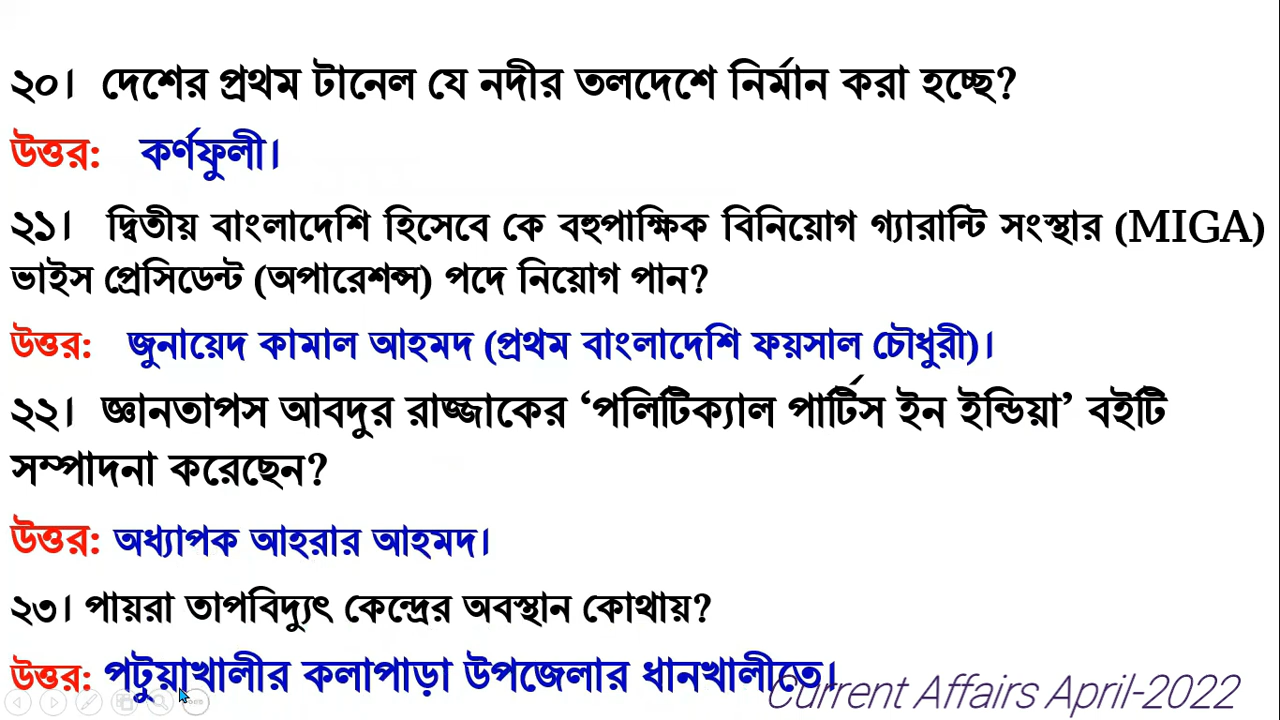 ২০। দেশের প্রথম টানেল যে নদীর তলদেশে নির্মান করা হচ্ছে?
উত্তর: কর্ণফুলী।
২১। দ্বিতীয় বাংলাদেশি হিসেবে কে বহুপাক্ষিক বিনিয়োগ গ্যারান্টি সংস্থার (MIGA)
ভাইস প্রেসিডেন্ট (অপারেশন্স) পদে নিয়োগ পান?
উত্তর: জুনায়েদ কামাল আহমদ (প্রথম বাংলাদেশি ফয়সাল চৌধুরী)।
২২। জ্ঞানতাপস আবদুর রাজ্জাকের ‘পলিটিক্যাল পার্টিস ইন ইন্ডিয়া’ বইটি
সম্পাদনা করেছেন?
উত্তর: অধ্যাপক আহরার আহমদ।
২৩। পায়রা তাপবিদ্যুৎ কেন্দ্রের অবস্থান কোথায়?
উত্তর: পটুয়াখালীর কলাপাড়া উপজেলার ধানখালীতে।
Current Affairs April-2022